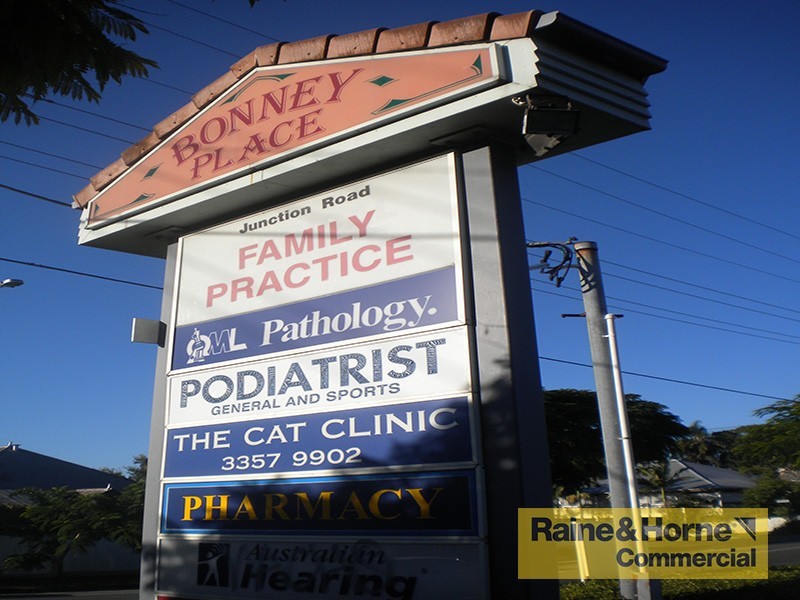 BONNEY
PLACE
Junction Road
FAMILY
PRACTICE
QML Pathology.
PODIATRIST
GENERAL AND SPORTS
THE CAT CLINIC
3357 9902
PHARMACY
Australian
Hearing
Raine&Horne
Commercial